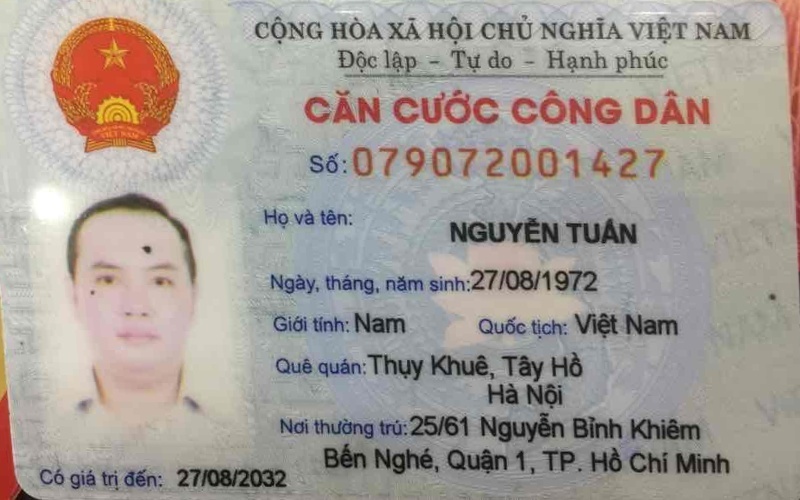 CỘNG HÒA XÃ HỘI CHỦ NGHĨA VIỆT NAM
Độc lập - Tự do - Hạnh phúc
CĂN CƯỚC CÔNG DÂN
Số: 079072001427
Họ và tên:
NGUYỄN TUẤN
Ngày, tháng, năm sinh: 27/08/1972
Giới tính: Nam Quốc tịch: Việt Nam
Quê quán: Thụy Khuê, Tây Hồ
Hà Nội
Nơi thường trú: 25/61 Nguyễn Bỉnh Khiêm
Bến Nghé, Quận 1, TP. Hồ Chí Minh
Có giá trị đến: 27/08/2032